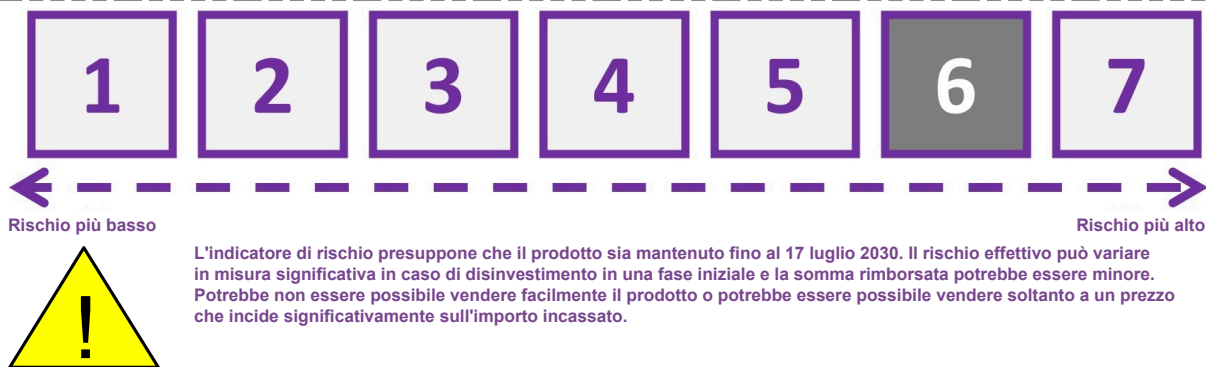 1 2 3 4 5 6 7
Rischio più basso Rischio più alto
L'indicatore di rischio presuppone che il prodotto sia mantenuto fino al 17 luglio 2030. Il rischio effettivo può variare
in misura significativa in caso di disinvestimento in una fase iniziale e la somma rimborsata potrebbe essere minore.
Potrebbe non essere possibile vendere facilmente il prodotto o potrebbe essere possibile vendere soltanto a un prezzo
che incide significativamente sull'importo incassato.
!